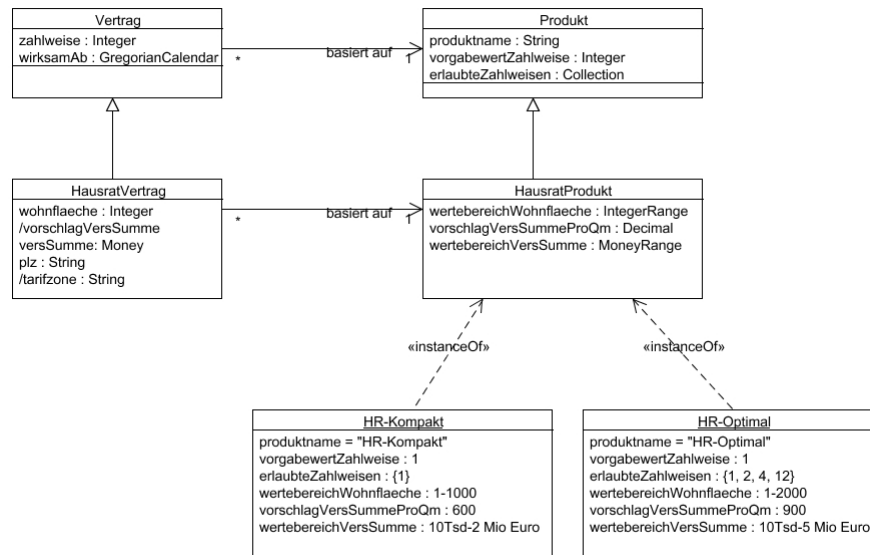 Vertrag
zahlweise : Integer
wirksamAb : GregorianCalendar
* basiert auf 1
Produkt
produktname : String
vorgabewertZahlweise : Integer
erlaubteZahlweisen : Collection
HausratVertrag
wohnflaeche : Integer
/vorschlagVersSumme
versSumme: Money
plz : String
/tarifzone : String
* basiert auf 1
HausratProdukt
wertebereichWohnflaeche : IntegerRange
vorschlagVersSummeProQm : Decimal
wertebereichVersSumme : MoneyRange
«instanceOf»
«instanceOf»
HR-Kompakt
produktname = "HR-Kompakt"
vorgabewertZahlweise : 1
erlaubteZahlweisen : {1}
wertebereichWohnflaeche : 1-1000
vorschlagVersSummeProQm : 600
wertebereichVersSumme : 10Tsd-2 Mio Euro
HR-Optimal
produktname = "HR-Optimal"
vorgabewertZahlweise : 1
erlaubteZahlweisen : {1, 2, 4, 12}
wertebereichWohnflaeche : 1-2000
vorschlagVersSummeProQm : 900
wertebereichVersSumme : 10Tsd-5 Mio Euro